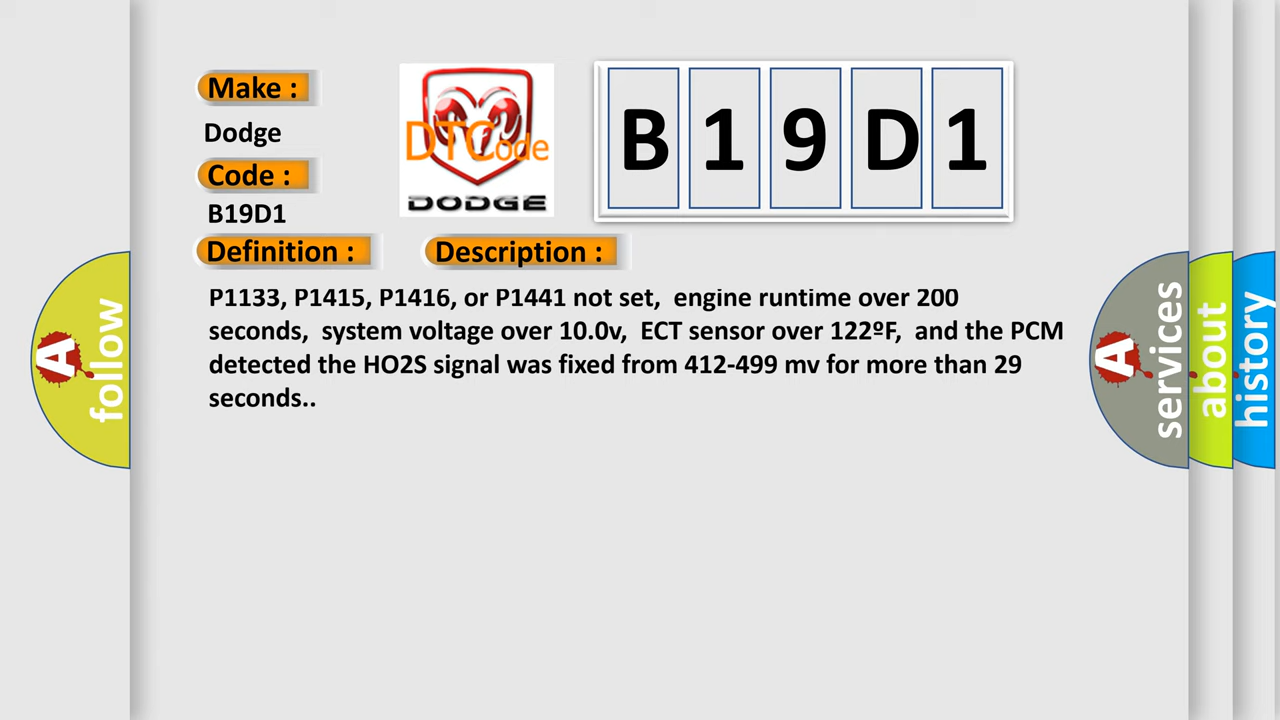 Make :
Dodge
Code :
B19D1
Definition :
Description :
DTCode
DODGE
B 1 9 D 1
P1133, P1415, P1416, or P1441 not set,  engine runtime over 200
seconds,  system voltage over 10.0v,  ECT sensor over 122ºF,  and the PCM
detected the HO2S signal was fixed from 412-499 mv for more than 29
seconds..
A follow
A services
about
history